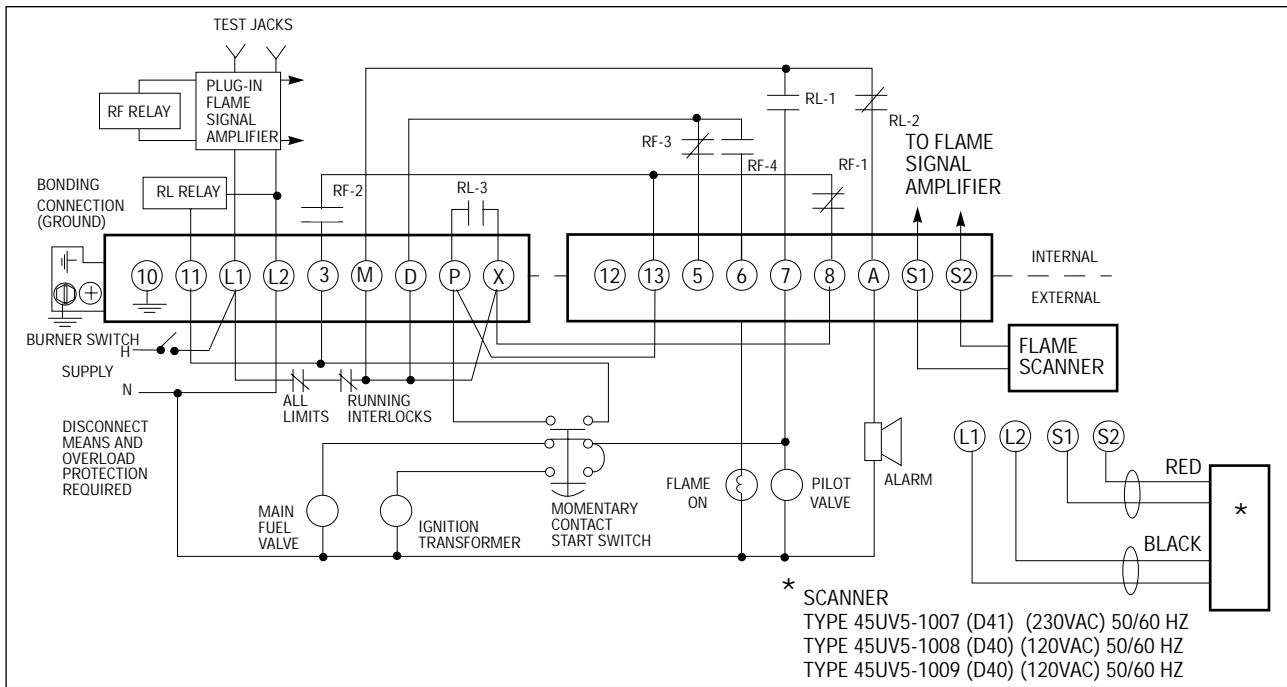 TEST JACKS
PLUG-IN
FLAME
SIGNAL
AMPLIFIER
RF RELAY
RL RELAY
BONDING
CONNECTION
(GROUND)
RF-2
RL-3
RF-3
RF-4
RL-1
RF-1
RL-2
TO FLAME
SIGNAL
AMPLIFIER
10 11 L1 L2 3 M D P X
12 13 5 6 7 8 A S1 S2
INTERNAL
EXTERNAL
BURNER SWITCH
H
SUPPLY
N
DISCONNECT
MEANS AND
OVERLOAD
PROTECTION
REQUIRED
ALL
LIMITS
RUNNING
INTERLOCKS
MAIN
FUEL
VALVE
IGNITION
TRANSFORMER
MOMENTARY
CONTACT
START SWITCH
FLAME
ON
PILOT
VALVE
ALARM
FLAME
SCANNER
L1 L2 S1 S2
RED
BLACK
*
* SCANNER
TYPE 45UV5-1007 (D41) (230VAC) 50/60 HZ
TYPE 45UV5-1008 (D40) (120VAC) 50/60 HZ
TYPE 45UV5-1009 (D40) (120VAC) 50/60 HZ